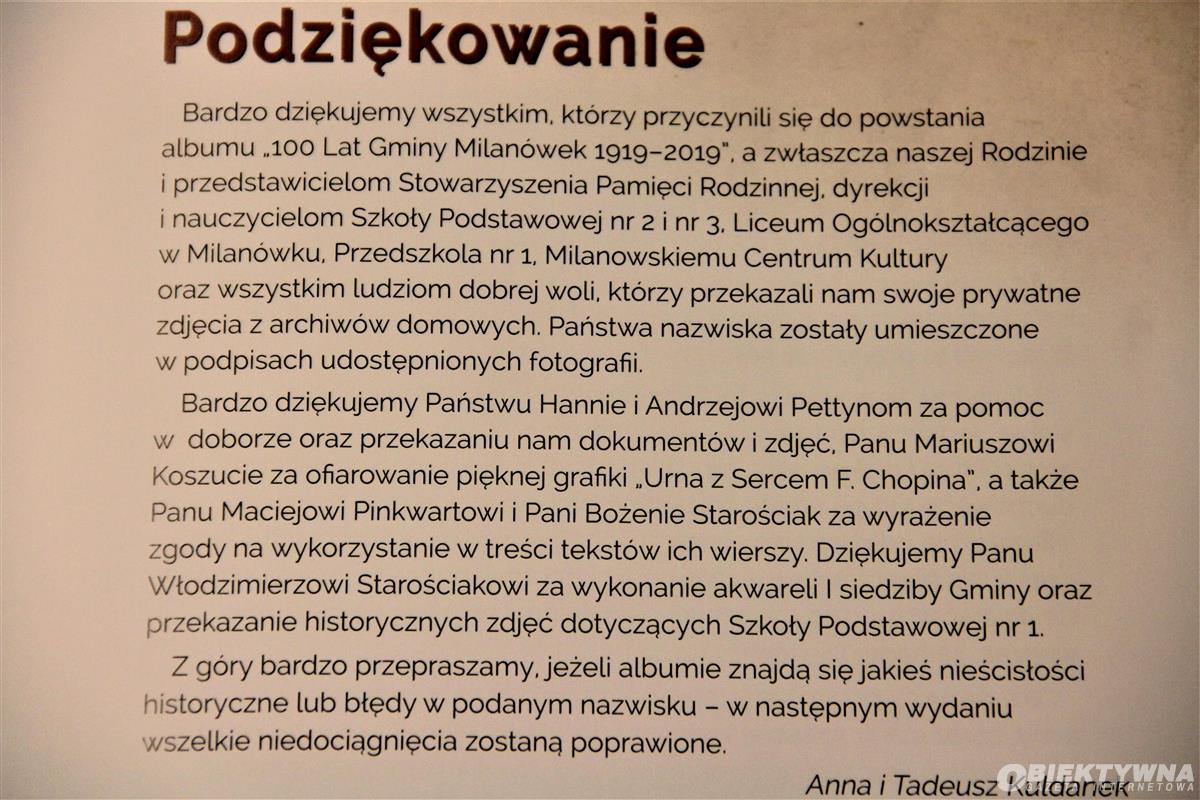 Podziękowanie
Bardzo dziękujemy wszystkim, którzy przyczynili się do powstania
albumu „100 Lat Gminy Milanówek 1919–2019”, a zwłaszcza naszej Rodzinie
i przedstawicielom Stowarzyszenia Pamięci Rodzinnej, dyrekcji
i nauczycielom Szkoły Podstawowej nr 2 i nr 3, Liceum Ogólnokształcącego
w Milanówku, Przedszkola nr 1, Milanowskiemu Centrum Kultury
oraz wszystkim ludziom dobrej woli, którzy przekazali nam swoje prywatne
zdjęcia z archiwów domowych. Państwa nazwiska zostały umieszczone
w podpisach udostępnionych fotografii.
Bardzo dziękujemy Państwu Hannie i Andrzejowi Pettynom za pomoc
w doborze oraz przekazaniu nam dokumentów i zdjęć, Panu Mariuszowi
Koszucie za ofiarowanie pięknej grafiki „Urna z Sercem F. Chopina”, a także
Panu Maciejowi Pinkwartowi i Pani Bożenie Starościak za wyrażenie
zgody na wykorzystanie w treści tekstów ich wierszy. Dziękujemy Panu
Włodzimierzowi Starościakowi za wykonanie akwareli I siedziby Gminy oraz
przekazanie historycznych zdjęć dotyczących Szkoły Podstawowej nr 1.
Z góry bardzo przepraszamy, jeżeli albumie znajdą się jakieś nieścisłości
historyczne lub błędy w podanym nazwisku – w następnym wydaniu
wszelkie niedociągnięcia zostaną poprawione.
Anna i Tadeusz Kuldanek
OBIEKTYWNA
GAZETA INTERNETOWA